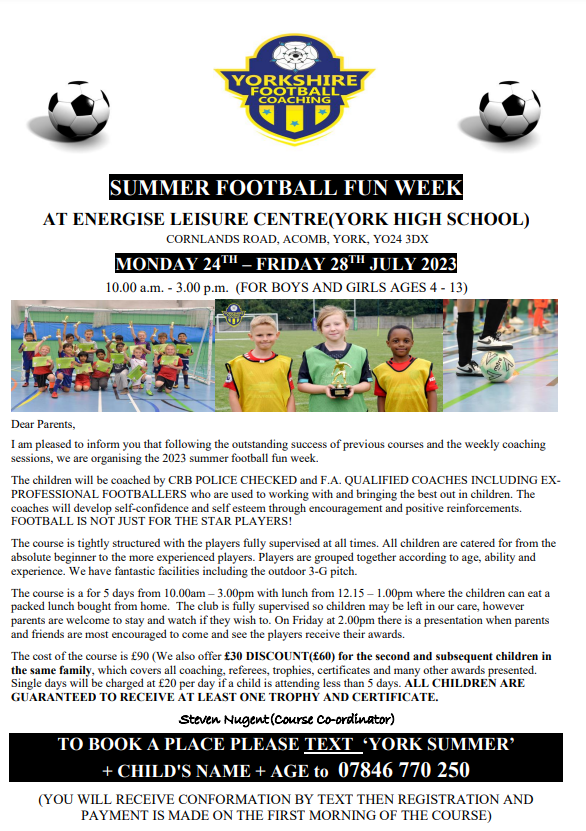 YORKSHIRE
FOOTBALL
COACHING
SUMMER FOOTBALL FUN WEEK
AT ENERGISE LEISURE CENTRE(YORK HIGH SCHOOL)
CORNLANDS ROAD, ACOMB, YORK, YO24 3DX
MONDAY 24TH – FRIDAY 28TH JULY 2023
10.00 a.m. - 3.00 p.m. (FOR BOYS AND GIRLS AGES 4 - 13)
Dear Parents,
I am pleased to inform you that following the outstanding success of previous courses and the weekly coaching
sessions, we are organising the 2023 summer football fun week.
The children will be coached by CRB POLICE CHECKED and F.A. QUALIFIED COACHES INCLUDING EX-
PROFESSIONAL FOOTBALLERS who are used to working with and bringing the best out in children. The
coaches will develop self-confidence and self esteem through encouragement and positive reinforcements.
FOOTBALL IS NOT JUST FOR THE STAR PLAYERS!
The course is tightly structured with the players fully supervised at all times. All children are catered for from the
absolute beginner to the more experienced players. Players are grouped together according to age, ability and
experience. We have fantastic facilities including the outdoor 3-G pitch.
The course is a for 5 days from 10.00am – 3.00pm with lunch from 12.15 – 1.00pm where the children can eat a
packed lunch bought from home. The club is fully supervised so children may be left in our care, however
parents are welcome to stay and watch if they wish to. On Friday at 2.00pm there is a presentation when parents
and friends are most encouraged to come and see the players receive their awards.
The cost of the course is £90 (We also offer £30 DISCOUNT(£60) for the second and subsequent children in
the same family, which covers all coaching, referees, trophies, certificates and many other awards presented.
Single days will be charged at £20 per day if a child is attending less than 5 days. ALL CHILDREN ARE
GUARANTEED TO RECEIVE AT LEAST ONE TROPHY AND CERTIFICATE.
Steven Nugent(Course Co-ordinator)
TO BOOK A PLACE PLEASE TEXT ‘YORK SUMMER’
+ CHILD'S NAME + AGE to 07846 770 250
(YOU WILL RECEIVE CONFORMATION BY TEXT THEN REGISTRATION AND
PAYMENT IS MADE ON THE FIRST MORNING OF THE COURSE)